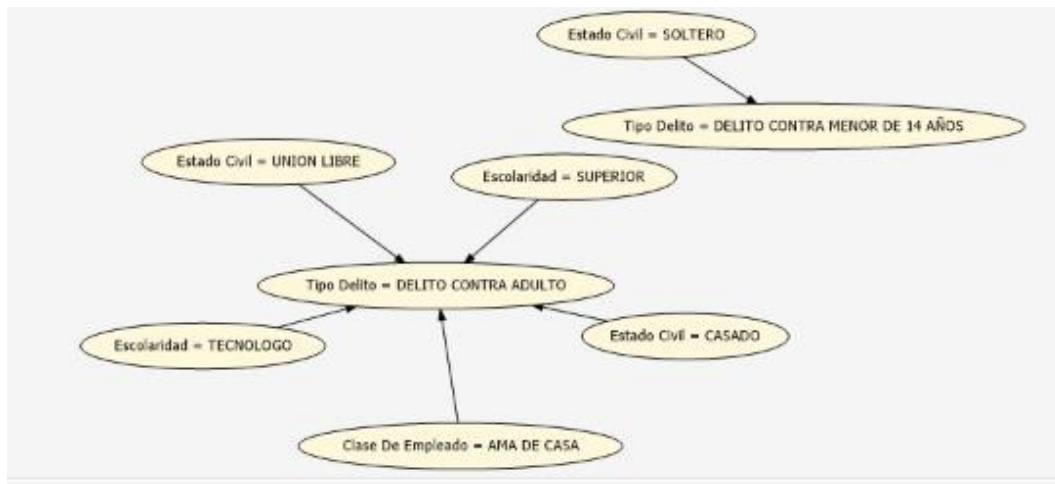 Estado Civil = SOLTERO
Tipo Delito = DELITO CONTRA MENOR DE 14 AÑOS
Estado Civil = UNION LIBRE
Escolaridad = SUPERIOR
Tipo Delito = DELITO CONTRA ADULTO
Escolaridad = TECNOLOGO
Estado Civil = CASADO
Clase De Empleado = AMA DE CASA